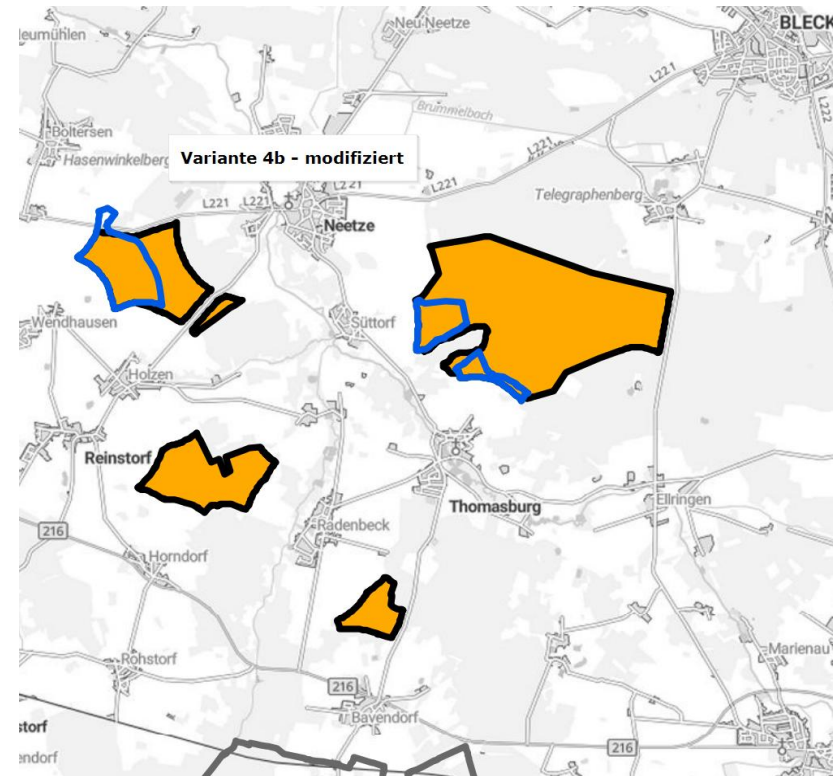 Neu Neetze
BLECK
eumühlen
L221
L222
Brummelbach
Boltersen
L221
Hasenwinkelberg
Variante 4b - modifiziert
L221
L221
L221
L221
Telegraphenberg
Neetze
Wendhausen
Süttorf
Holzen
Reinstorf
Thomasburg
Ellringen
216
Radenbeck
Horndorf
Rohstorf
Marienau
216
storf
Bavendorf
216
endorf